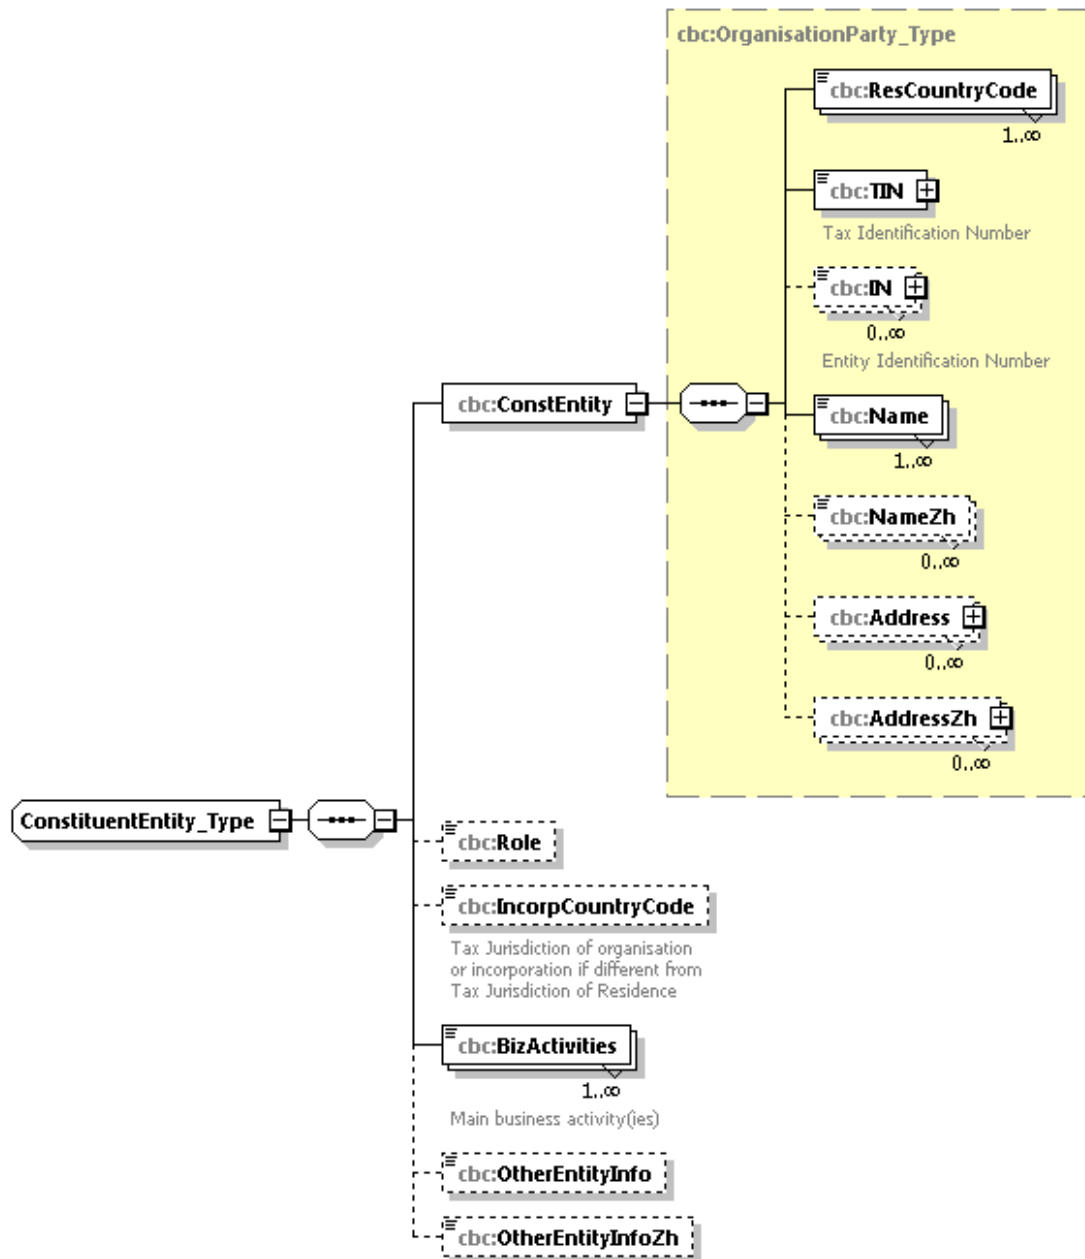 cbc:OrganisationParty_Type
cbc:ResCountryCode
1..∞
cbc:TIN
Tax Identification Number
cbc:IN
0..∞
Entity Identification Number
cbc:ConstEntity
cbc:Name
1..∞
cbc:NameZh
0..∞
cbc:Address
0..∞
cbc:AddressZh
0..∞
ConstituentEntity_Type
cbc:Role
cbc:IncorpCountryCode
Tax Jurisdiction of organisation
or incorporation if different from
Tax Jurisdiction of Residence
cbc:BizActivities
1..∞
Main business activity(ies)
cbc:OtherEntityInfo
cbc:OtherEntityInfoZh